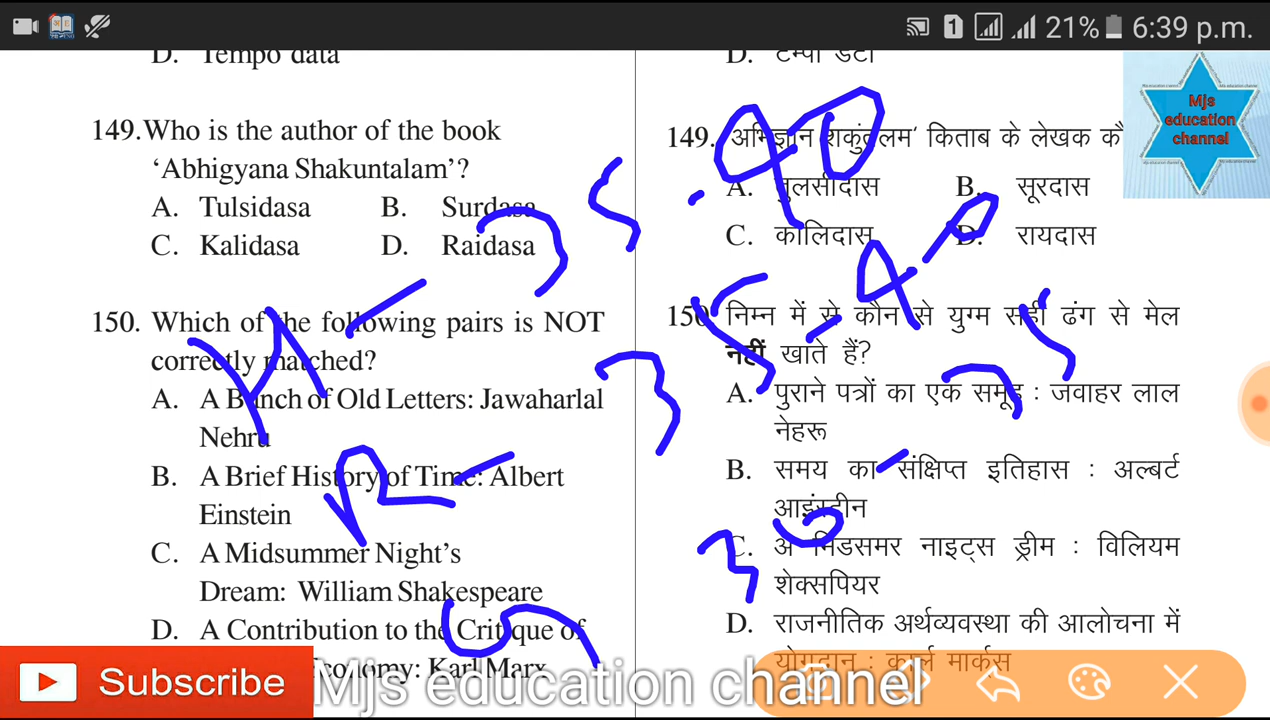 21% 6:39 p.m.
D. Tempo data
149. Who is the author of the book
‘Abhigyana Shakuntalam’?
A. Tulsidasa B. Surdasa
C. Kalidasa D. Raidasa
150. Which of the following pairs is NOT
correctly matched?
A. A Bunch of Old Letters: Jawaharlal
Nehru
B. A Brief History of Time: Albert
Einstein
C. A Midsummer Night’s
Dream: William Shakespeare
D. A Contribution to the Critique of
Economy: Karl Marx
D. टेम्पो डेटा
149. अभिज्ञान शकुंतलम’ किताब के लेखक कौ
A. तुलसीदास B. सूरदास
C. कालिदास D. रायदास
150. निम्न में से कौन से युग्म सही ढंग से मेल
नहीं खाते हैं?
A. पुराने पत्रों का एक समूह : जवाहर लाल
नेहरू
B. समय का संक्षिप्त इतिहास : अल्बर्ट
आइंस्टीन
C. अ मिडसमर नाइट्स ड्रीम : विलियम
शेक्सपियर
D. राजनीतिक अर्थव्यवस्था की आलोचना में
योगदान : कार्ल मार्क्स
Mjs
education
channel
Subscribe
Mjs education channel